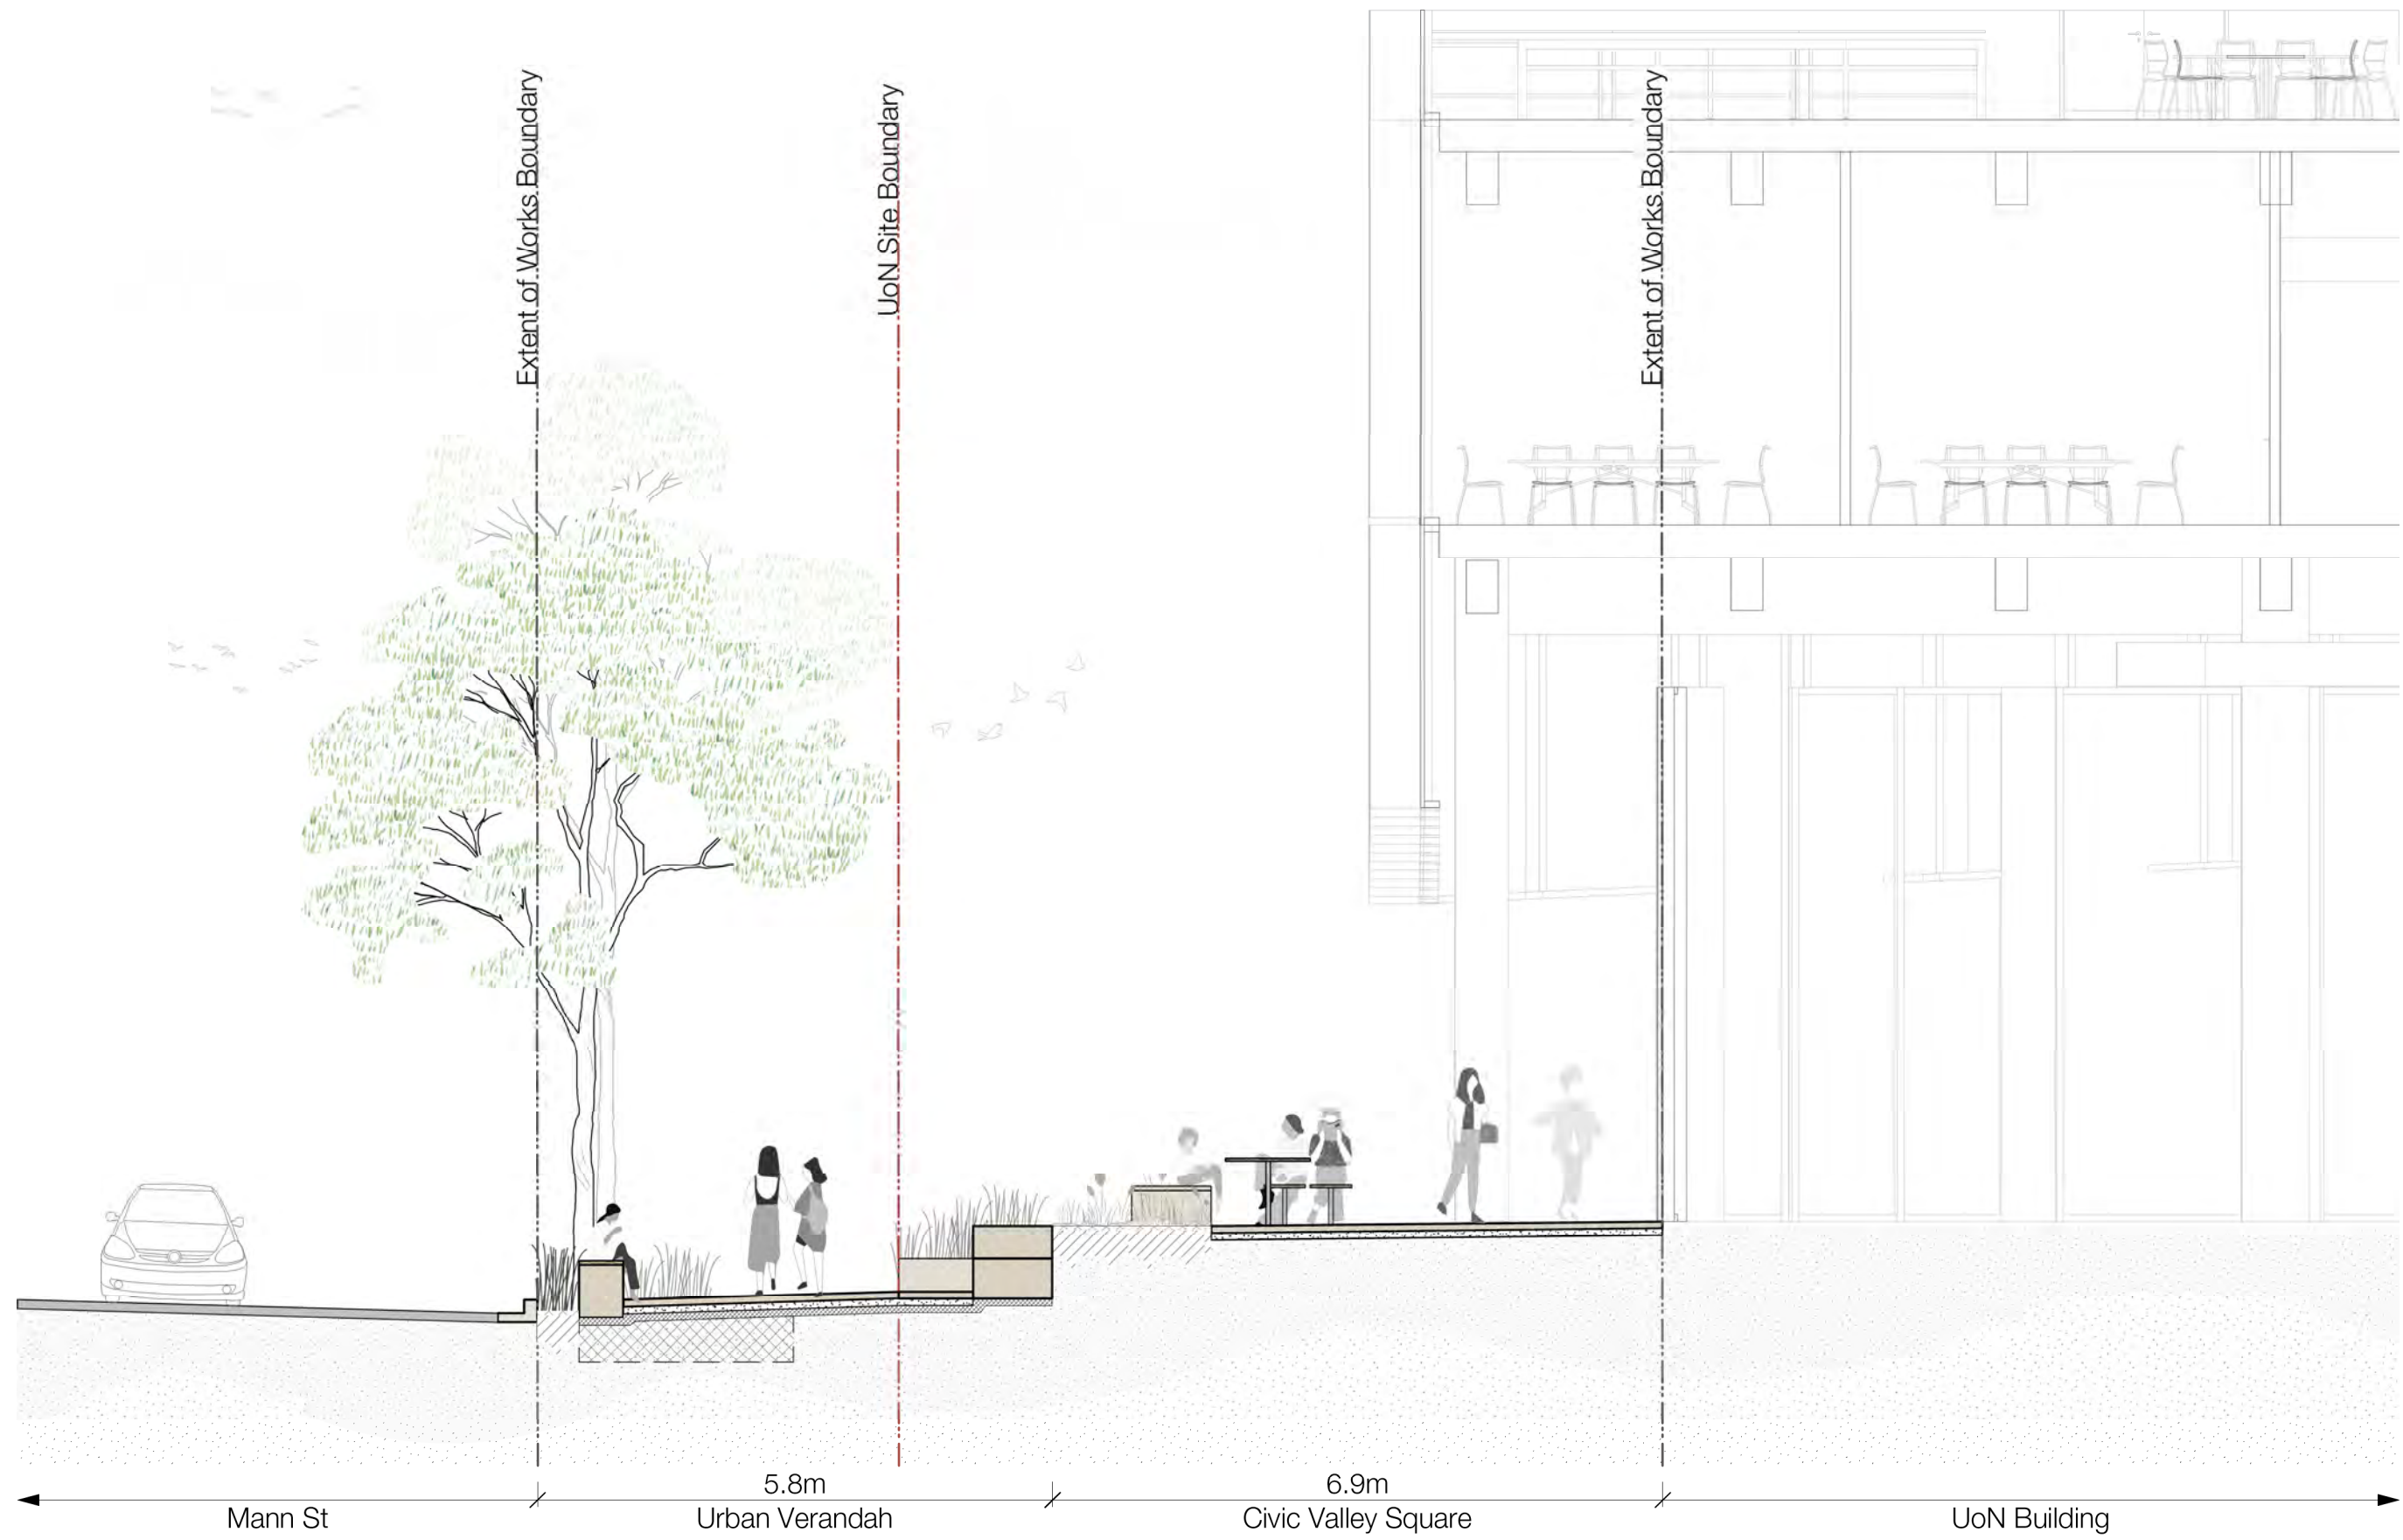 Extent of Works Boundary
UoN Site Boundary
Extent of Works Boundary
5.8m
6.9m
Mann St
Urban Verandah
Civic Valley Square
UoN Building